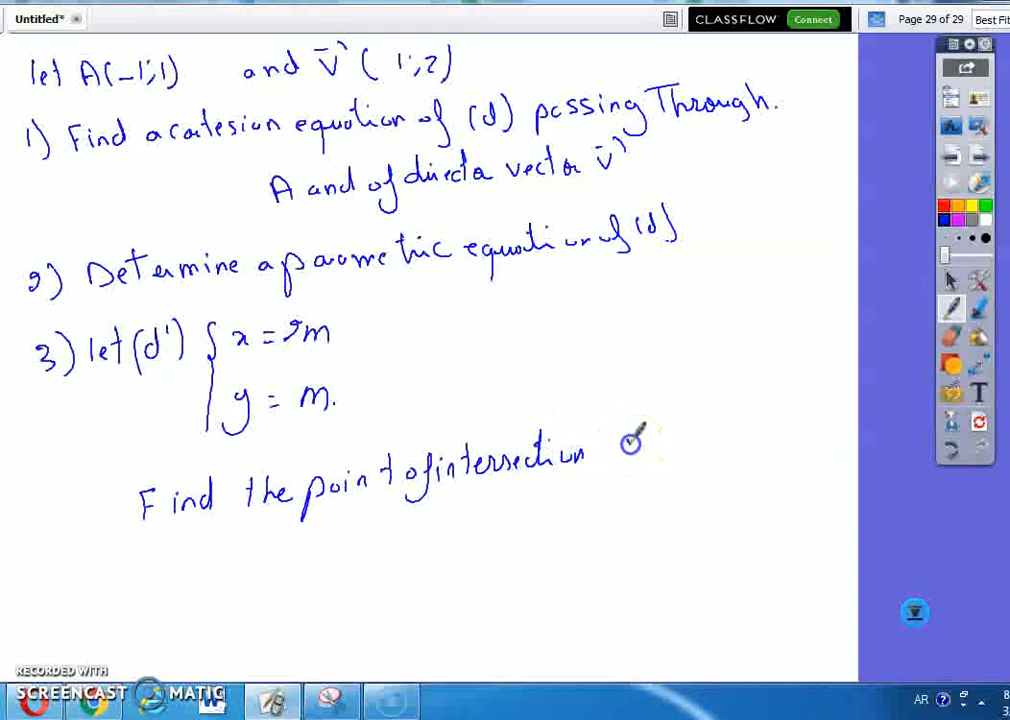 Untitled*
CLASSFLOW Connect
Page 29 of 29
Best Fit
let A(-1;1) and V⃗ ( 1;2)
1) Find a cartesian equation of (d) passing Through.
A and of director vector V⃗
2) Determine a parametric equation of (d)
3) let (d') { x = 2m
y = m.
Find the point of intersection
T
RECORDED WITH
SCREENCAST MATIC
W
AR